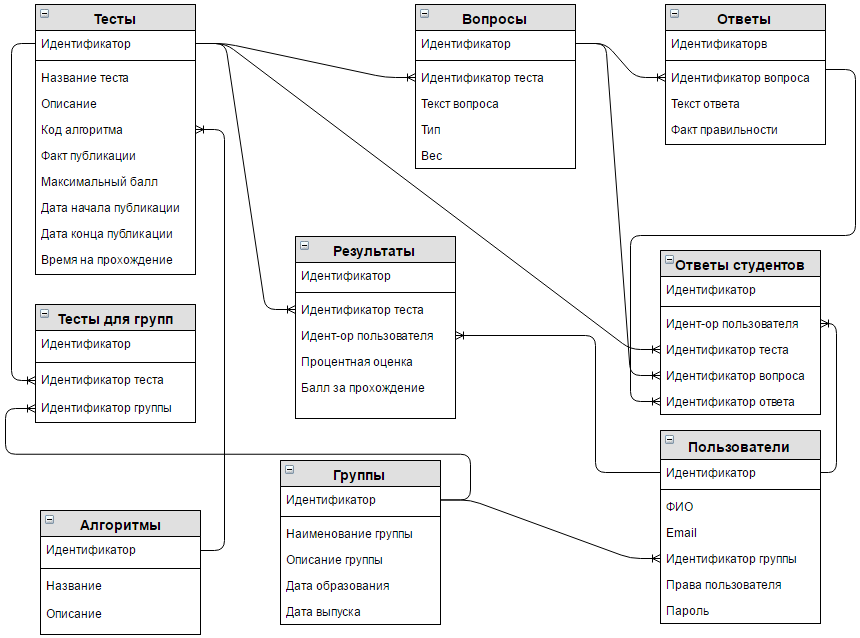 Тесты
Идентификатор
Название теста
Описание
Код алгоритма
Факт публикации
Максимальный балл
Дата начала публикации
Дата конца публикации
Время на прохождение
Вопросы
Идентификатор
Идентификатор теста
Текст вопроса
Тип
Вес
Ответы
Идентификаторв
Идентификатор вопроса
Текст ответа
Факт правильности
Результаты
Идентификатор
Идентификатор теста
Идент-ор пользователя
Процентная оценка
Балл за прохождение
Ответы студентов
Идентификатор
Идент-ор пользователя
Идентификатор теста
Идентификатор вопроса
Идентификатор ответа
Тесты для групп
Идентификатор
Идентификатор теста
Идентификатор группы
Группы
Идентификатор
Наименование группы
Описание группы
Дата образования
Дата выпуска
Пользователи
Идентификатор
ФИО
Email
Идентификатор группы
Права пользователя
Пароль
Алгоритмы
Идентификатор
Название
Описание